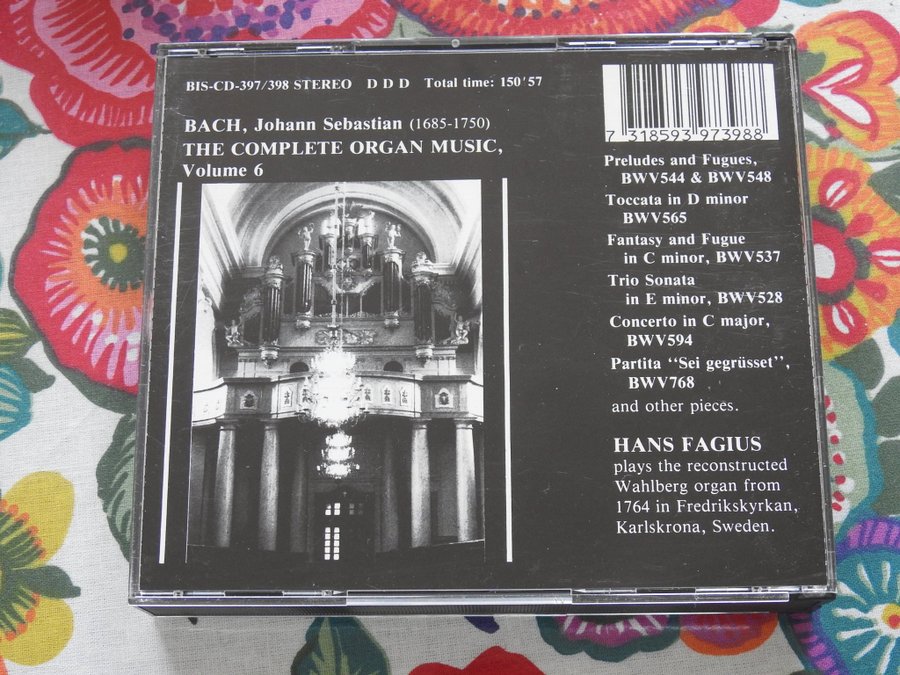 BIS-CD-397/398 STEREO D D D Total time: 150'57
BACH, Johann Sebastian (1685-1750)
THE COMPLETE ORGAN MUSIC,
Volume 6
7 318593 973988
Preludes and Fugues,
BWV544 & BWV548
Toccata in D minor
BWV565
Fantasy and Fugue
in C minor, BWV537
Trio Sonata
in E minor, BWV528
Concerto in C major,
BWV594
Partita "Sei gegrüsset",
BWV768
and other pieces.
HANS FAGIUS
plays the reconstructed
Wahlberg organ from
1764 in Fredrikskyrkan,
Karlskrona, Sweden.